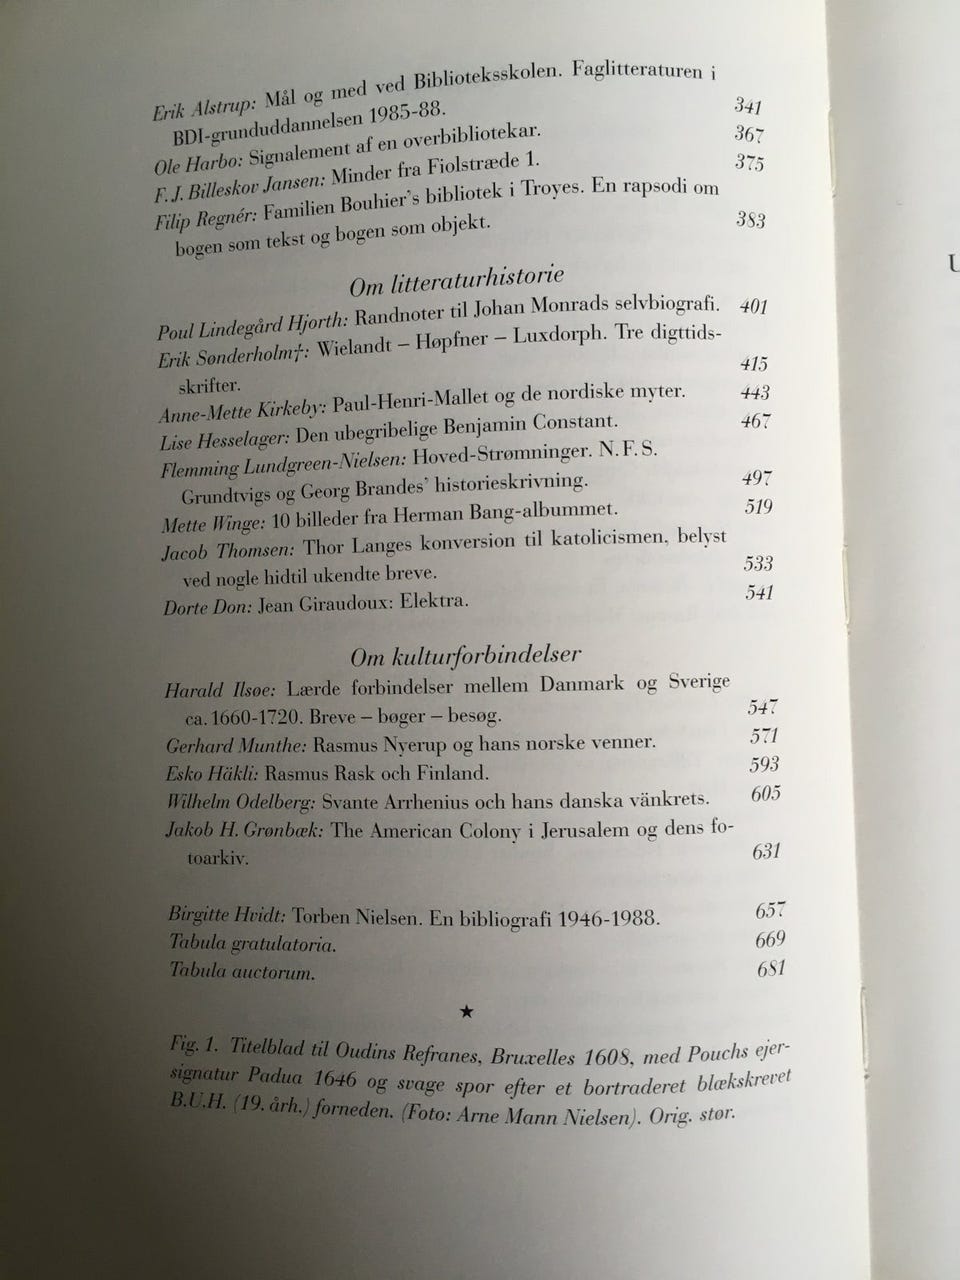 Erik Alstrup: Mål og med ved Biblioteksskolen. Faglitteraturen i
BDI-grunduddannelsen 1985-88. 341
Ole Harbo: Signalement af en overbibliotekar. 367
F. J. Billeskov Jansen: Minder fra Fiolstræde 1. 375
Filip Regnér: Familien Bouhier's bibliotek i Troyes. En rapsodi om
bogen som tekst og bogen som objekt. 383
Om litteraturhistorie
Poul Lindegård Hjorth: Randnoter til Johan Monrads selvbiografi. 401
Erik Sønderholm†: Wielandt – Høpfner – Luxdorph. Tre digttids-
skrifter. 415
Anne-Mette Kirkeby: Paul-Henri-Mallet og de nordiske myter. 443
Lise Hesselager: Den ubegribelige Benjamin Constant. 467
Flemming Lundgreen-Nielsen: Hoved-Strømninger. N. F. S.
Grundtvigs og Georg Brandes' historieskrivning. 497
Mette Winge: 10 billeder fra Herman Bang-albummet. 519
Jacob Thomsen: Thor Langes konversion til katolicismen, belyst
ved nogle hidtil ukendte breve. 533
Dorte Don: Jean Giraudoux: Elektra. 541
Om kulturforbindelser
Harald Ilsøe: Lærde forbindelser mellem Danmark og Sverige
ca. 1660-1720. Breve – bøger – besøg. 547
Gerhard Munthe: Rasmus Nyerup og hans norske venner. 571
Esko Häkli: Rasmus Rask och Finland. 593
Wilhelm Odelberg: Svante Arrhenius och hans danska vänkrets. 605
Jakob H. Grønbæk: The American Colony i Jerusalem og dens fo-
toarkiv. 631
Birgitte Hvidt: Torben Nielsen. En bibliografi 1946-1988. 657
Tabula gratulatoria. 669
Tabula auctorum. 681
★
Fig. 1. Titelblad til Oudins Refranes, Bruxelles 1608, med Pouchs ejer-
signatur Padua 1646 og svage spor efter et bortraderet blækskrevet
B.U.H. (19. årh.) forneden. (Foto: Arne Mann Nielsen). Orig. stør.